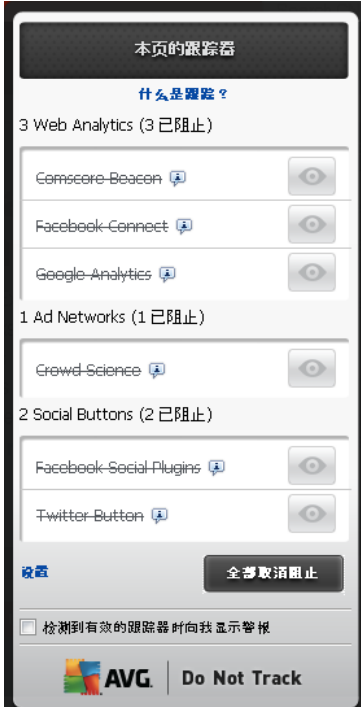 本页的跟踪器
什么是跟踪？
3 Web Analytics (3 已阻止)
Comscore Beacon
Facebook Connect
Google Analytics
1 Ad Networks (1 已阻止)
Crowd Science
2 Social Buttons (2 已阻止)
Facebook Social Plugins
Twitter Button
设置
全部取消阻止
检测到有效的跟踪器时向我显示警报
AVG. Do Not Track